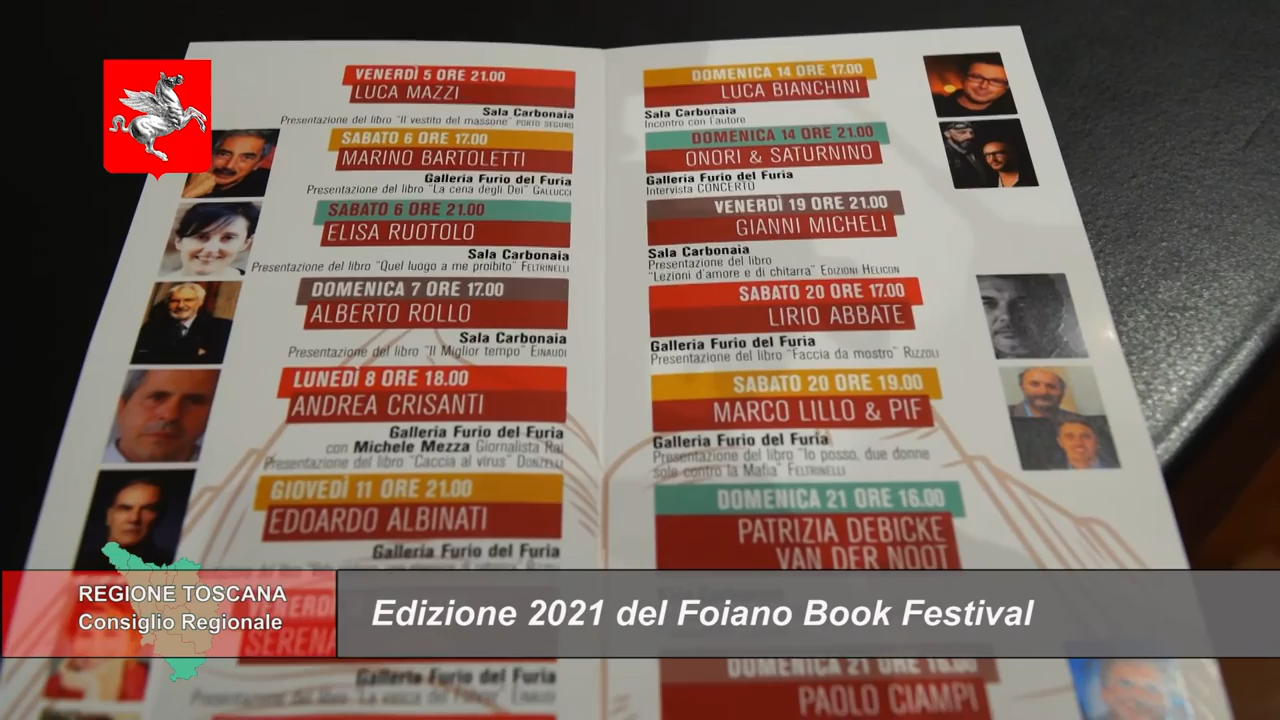 VENERDÌ 5 ORE 21.00
LUCA MAZZI
Sala Carbonaia
Presentazione del libro "Il vestito del massone" PORTO SEGURO
SABATO 6 ORE 17.00
MARINO BARTOLETTI
Galleria Furio del Furia
Presentazione del libro "La cena degli Dei" GALLUCCI
SABATO 6 ORE 21.00
ELISA RUOTOLO
Sala Carbonaia
Presentazione del libro "Quel luogo a me proibito" FELTRINELLI
DOMENICA 7 ORE 17.00
ALBERTO ROLLO
Sala Carbonaia
Presentazione del libro "Il Miglior tempo" EINAUDI
LUNEDÌ 8 ORE 18.00
ANDREA CRISANTI
Galleria Furio del Furia
con Michele Mezza Giornalista Rai
Presentazione del libro "Caccia al virus" DONZELLI
GIOVEDÌ 11 ORE 21.00
EDOARDO ALBINATI
Galleria Furio del Furia
VENERDÌ
SERENA
Galleria Furio del Furia
Presentazione del libro
DOMENICA 14 ORE 17.00
LUCA BIANCHINI
Sala Carbonaia
Incontro con l'autore
DOMENICA 14 ORE 21.00
ONORI & SATURNINO
Galleria Furio del Furia
Intervista CONCERTO
VENERDÌ 19 ORE 21.00
GIANNI MICHELI
Sala Carbonaia
Presentazione del libro
"Lezioni d'amore e di chitarra" EDIZIONI HELICON
SABATO 20 ORE 17.00
LIRIO ABBATE
Galleria Furio del Furia
Presentazione del libro "Faccia da mostro" RIZZOLI
SABATO 20 ORE 19.00
MARCO LILLO & PIF
Galleria Furio del Furia
Presentazione del libro "Io posso, due donne
sole contro la Mafia" FELTRINELLI
DOMENICA 21 ORE 16.00
PATRIZIA DEBICKE
VAN DER NOOT
DOMENICA 21 ORE
PAOLO CIAMPI
REGIONE TOSCANA
Consiglio Regionale
Edizione 2021 del Foiano Book Festival